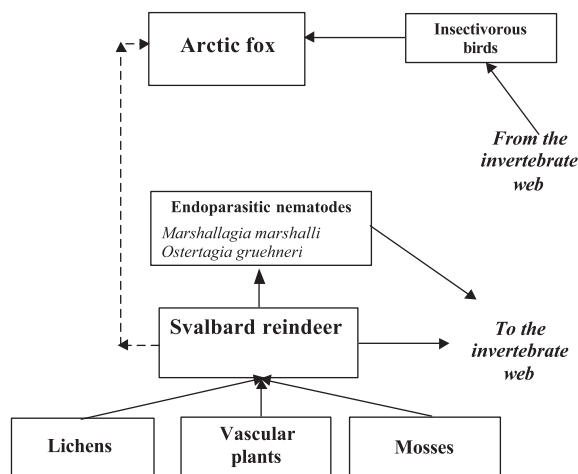 Arctic fox
Insectivorous
birds
From the
invertebrate
web
Endoparasitic nematodes
Marshallagia marshalli
Ostertagia gruehneri
Svalbard reindeer
To the
invertebrate
web
Lichens
Vascular
plants
Mosses